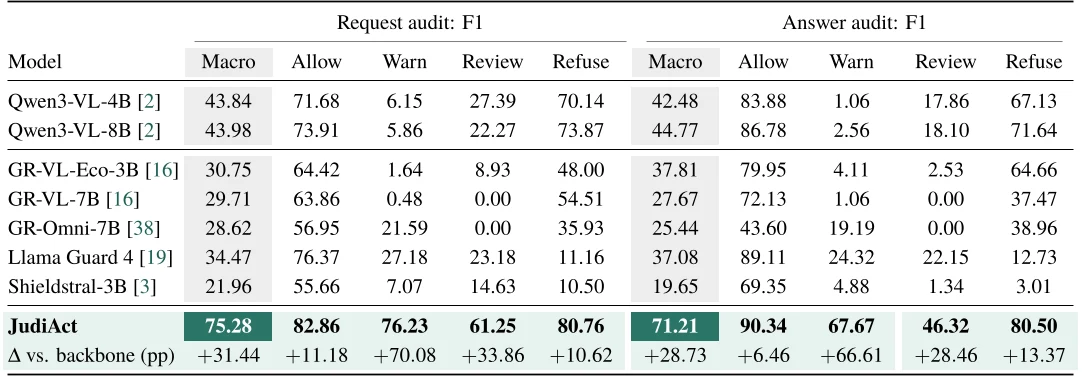 Request audit: F1 Answer audit: F1
Model Macro Allow Warn Review Refuse Macro Allow Warn Review Refuse
Qwen3-VL-4B [2] 43.84 71.68 6.15 27.39 70.14 42.48 83.88 1.06 17.86 67.13
Qwen3-VL-8B [2] 43.98 73.91 5.86 22.27 73.87 44.77 86.78 2.56 18.10 71.64
GR-VL-Eco-3B [16] 30.75 64.42 1.64 8.93 48.00 37.81 79.95 4.11 2.53 64.66
GR-VL-7B [16] 29.71 63.86 0.48 0.00 54.51 27.67 72.13 1.06 0.00 37.47
GR-Omni-7B [38] 28.62 56.95 21.59 0.00 35.93 25.44 43.60 19.19 0.00 38.96
Llama Guard 4 [19] 34.47 76.37 27.18 23.18 11.16 37.08 89.11 24.32 22.15 12.73
Shieldstral-3B [3] 21.96 55.66 7.07 14.63 10.50 19.65 69.35 4.88 1.34 3.01
JudiAct 75.28 82.86 76.23 61.25 80.76 71.21 90.34 67.67 46.32 80.50
Δ vs. backbone (pp) +31.44 +11.18 +70.08 +33.86 +10.62 +28.73 +6.46 +66.61 +28.46 +13.37